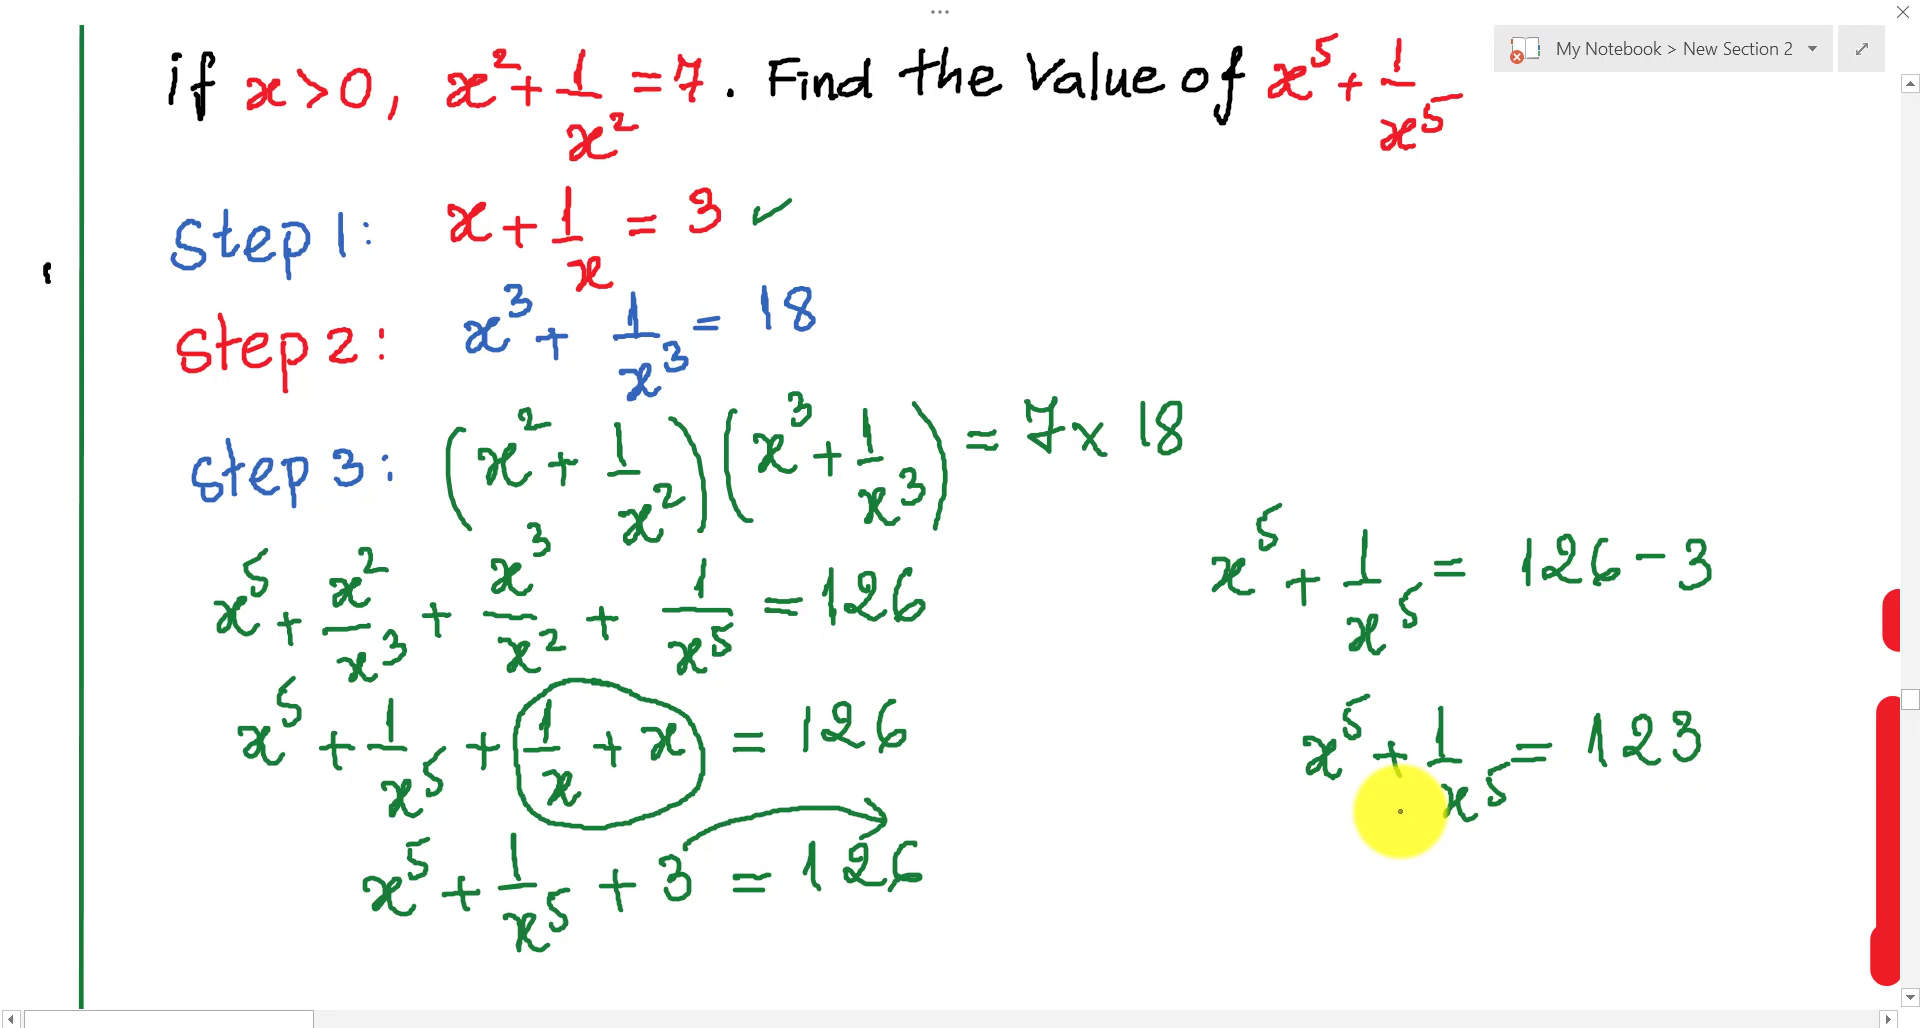 My Notebook > New Section 2
if x>0, x² + 1/x² = 7. Find the value of x⁵ + 1/x⁵
Step 1: x + 1/x = 3 ✓
Step 2: x³ + 1/x³ = 18
Step 3: (x² + 1/x²)(x³ + 1/x³) = 7 x 18
x⁵ + x²/x³ + x³/x² + 1/x⁵ = 126
x⁵ + 1/x⁵ + 1/x + x = 126
x⁵ + 1/x⁵ + 3 = 126
x⁵ + 1/x⁵ = 126 - 3
x⁵ + 1/x⁵ = 123